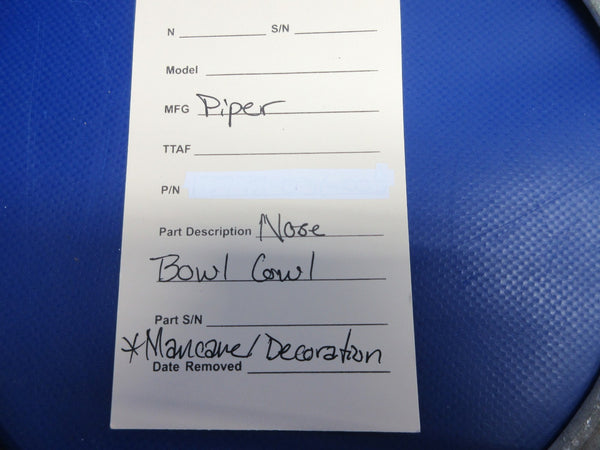 N S/N
Model
MFG Piper
TTAF
P/N
Part Description Nose
Bowl Cowl
Part S/N
*Mancave/Decoration
Date Removed